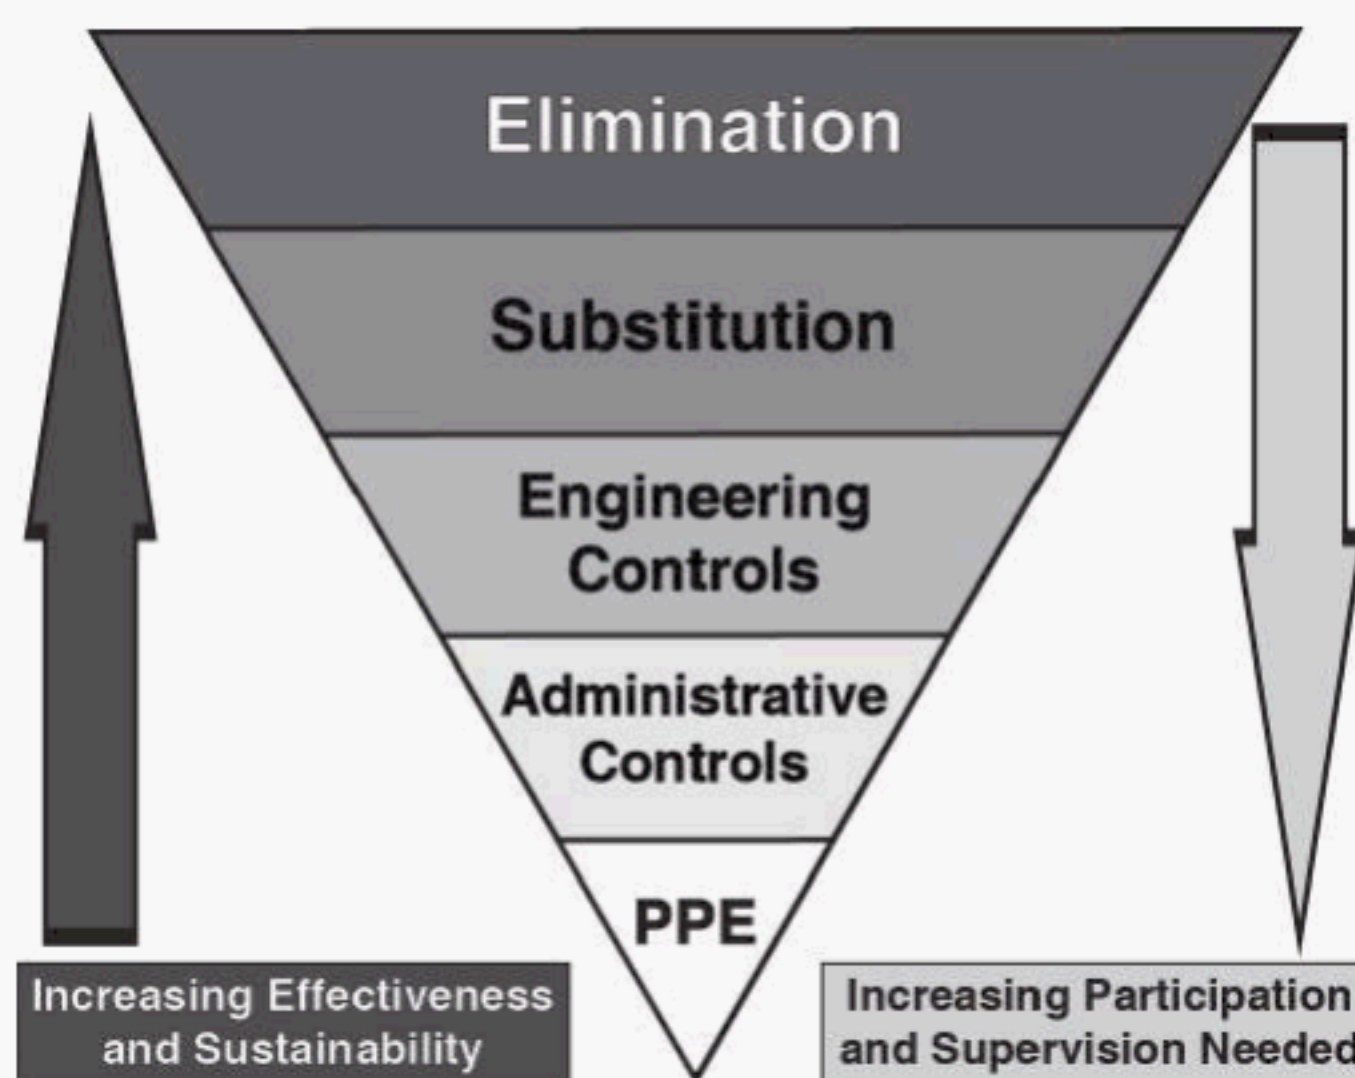 Elimination
Substitution
Engineering
Controls
Administrative
Controls
PPE
Increasing Effectiveness
and Sustainability
Increasing Participation
and Supervision Needed